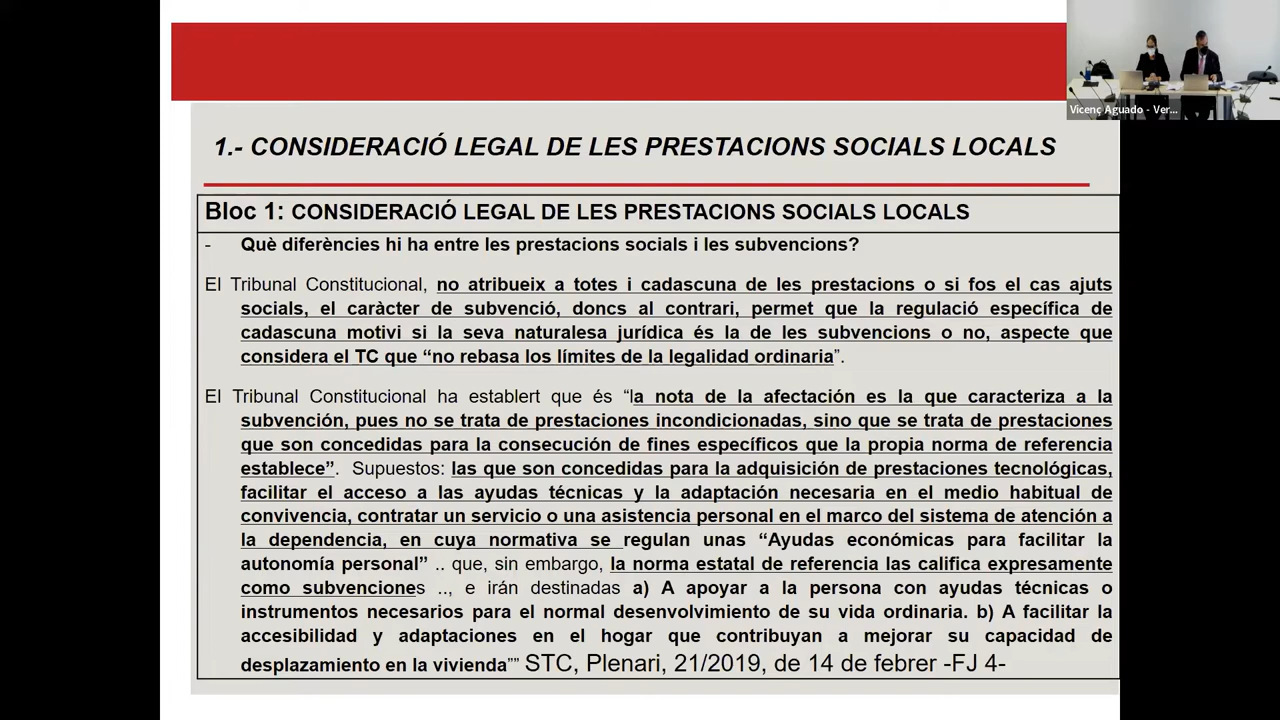 1.- CONSIDERACIÓ LEGAL DE LES PRESTACIONS SOCIALS LOCALS
Bloc 1: CONSIDERACIÓ LEGAL DE LES PRESTACIONS SOCIALS LOCALS
- Què diferències hi ha entre les prestacions socials i les subvencions?
El Tribunal Constitucional, no atribueix a totes i cadascuna de les prestacions o si fos el cas ajuts
socials, el caràcter de subvenció, doncs al contrari, permet que la regulació específica de
cadascuna motivi si la seva naturalesa jurídica és la de les subvencions o no, aspecte que
considera el TC que “no rebasa los límites de la legalidad ordinaria”.
El Tribunal Constitucional ha establert que és “la nota de la afectación es la que caracteriza a la
subvención, pues no se trata de prestaciones incondicionadas, sino que se trata de prestaciones
que son concedidas para la consecución de fines específicos que la propia norma de referencia
establece”. Supuestos: las que son concedidas para la adquisición de prestaciones tecnológicas,
facilitar el acceso a las ayudas técnicas y la adaptación necesaria en el medio habitual de
convivencia, contratar un servicio o una asistencia personal en el marco del sistema de atención a
la dependencia, en cuya normativa se regulan unas “Ayudas económicas para facilitar la
autonomía personal” .. que, sin embargo, la norma estatal de referencia las califica expresamente
como subvenciones .., e irán destinadas a) A apoyar a la persona con ayudas técnicas o
instrumentos necesarios para el normal desenvolvimiento de su vida ordinaria. b) A facilitar la
accesibilidad y adaptaciones en el hogar que contribuyan a mejorar su capacidad de
desplazamiento en la vivienda”” STC, Plenari, 21/2019, de 14 de febrer -FJ 4-
Vicenç Aguado - Ver...